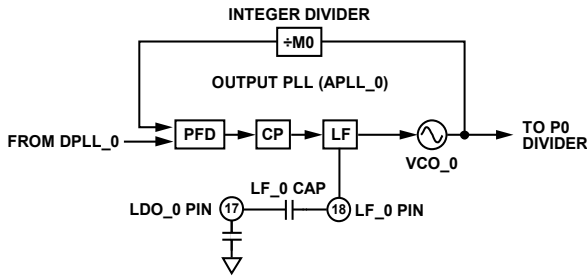 INTEGER DIVIDER
÷M0
OUTPUT PLL (APLL_0)
FROM DPLL_0
PFD
CP
LF
VCO_0
TO P0
DIVIDER
LF_0 CAP
LDO_0 PIN
17
18
LF_0 PIN